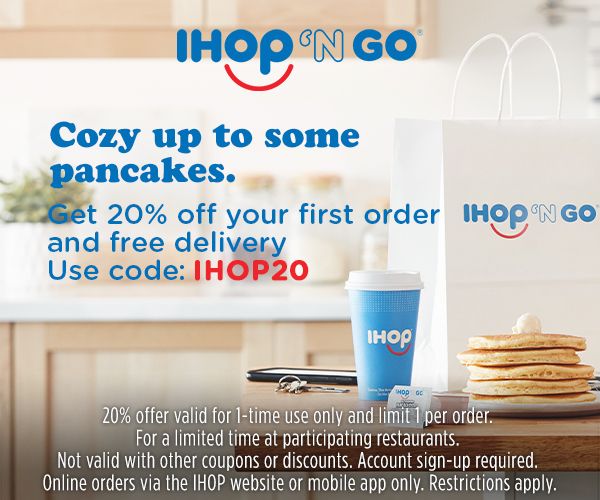 IHOP 'N GO®
Cozy up to some
pancakes.
Get 20% off your first order
and free delivery
Use code: IHOP20
IHOP 'N GO
IHOP
IHOP 'N GO
20% offer valid for 1-time use only and limit 1 per order.
For a limited time at participating restaurants.
Not valid with other coupons or discounts. Account sign-up required.
Online orders via the IHOP website or mobile app only. Restrictions apply.